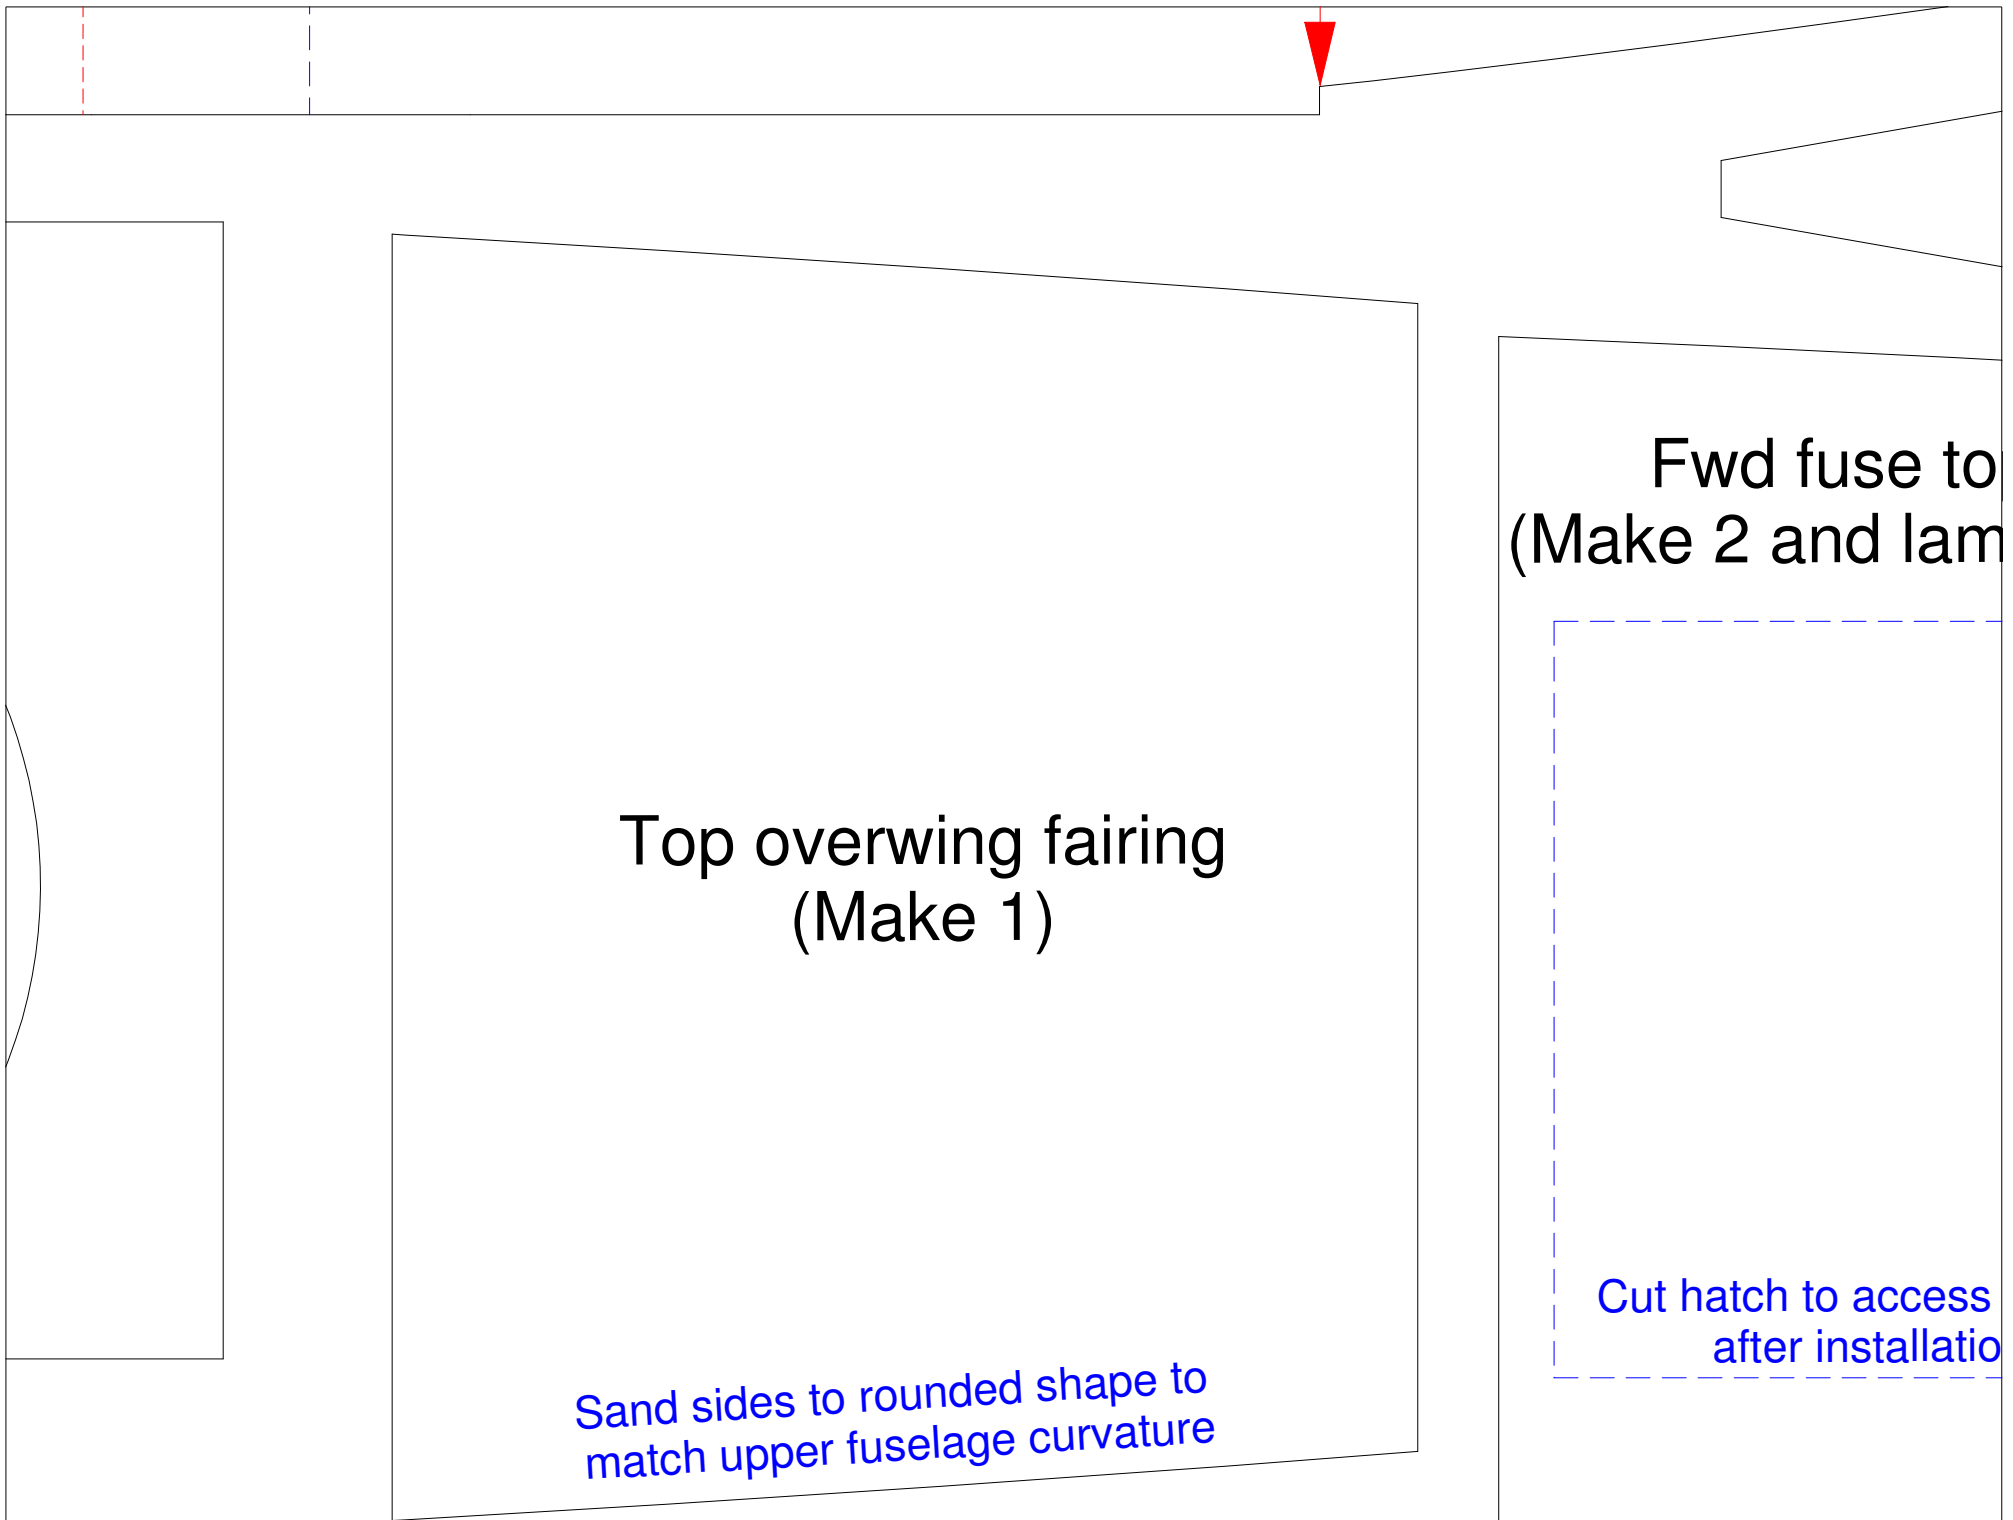 Fwd fuse to
(Make 2 and lam
Top overwing fairing
(Make 1)
Cut hatch to access
after installatio
Sand sides to rounded shape to
match upper fuselage curvature